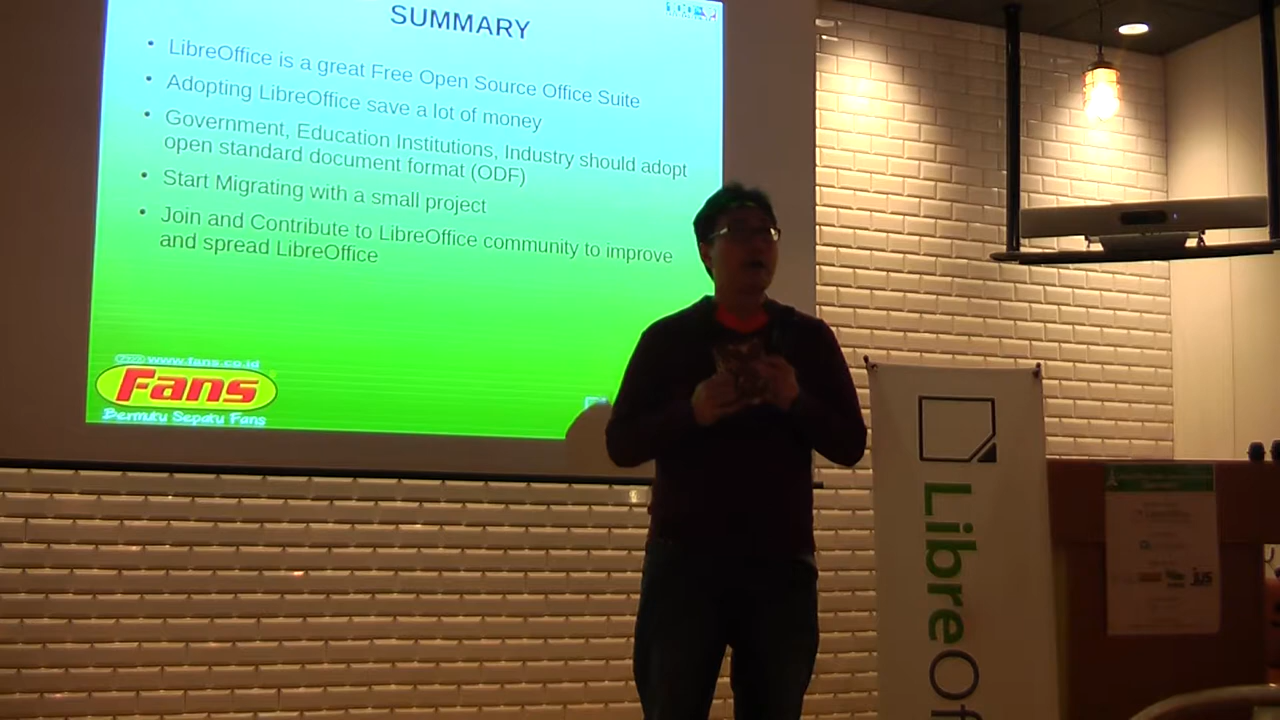 SUMMARY
LibreOffice is a great Free Open Source Office Suite
Adopting LibreOffice save a lot of money
Government, Education Institutions, Industry should adopt
open standard document format (ODF)
Start Migrating with a small project
Join and Contribute to LibreOffice community to improve
and spread LibreOffice
www.fans.co.id
Fans
Bermutu Sepatu Fans
LibreOf
jus